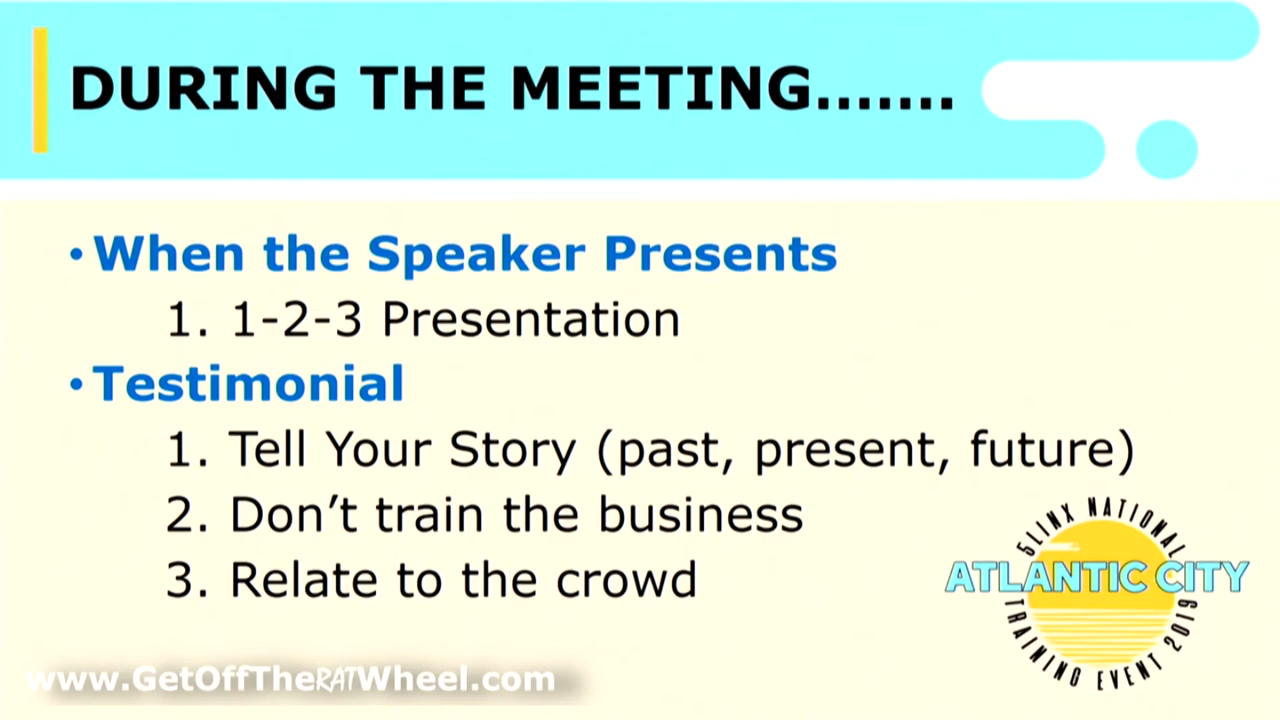 DURING THE MEETING.......
• When the Speaker Presents
1. 1-2-3 Presentation
• Testimonial
1. Tell Your Story (past, present, future)
2. Don’t train the business
3. Relate to the crowd
5LINX NATIONAL
ATLANTIC CITY
TRAINING EVENT 2019
www.GetOffTheRATWheel.com